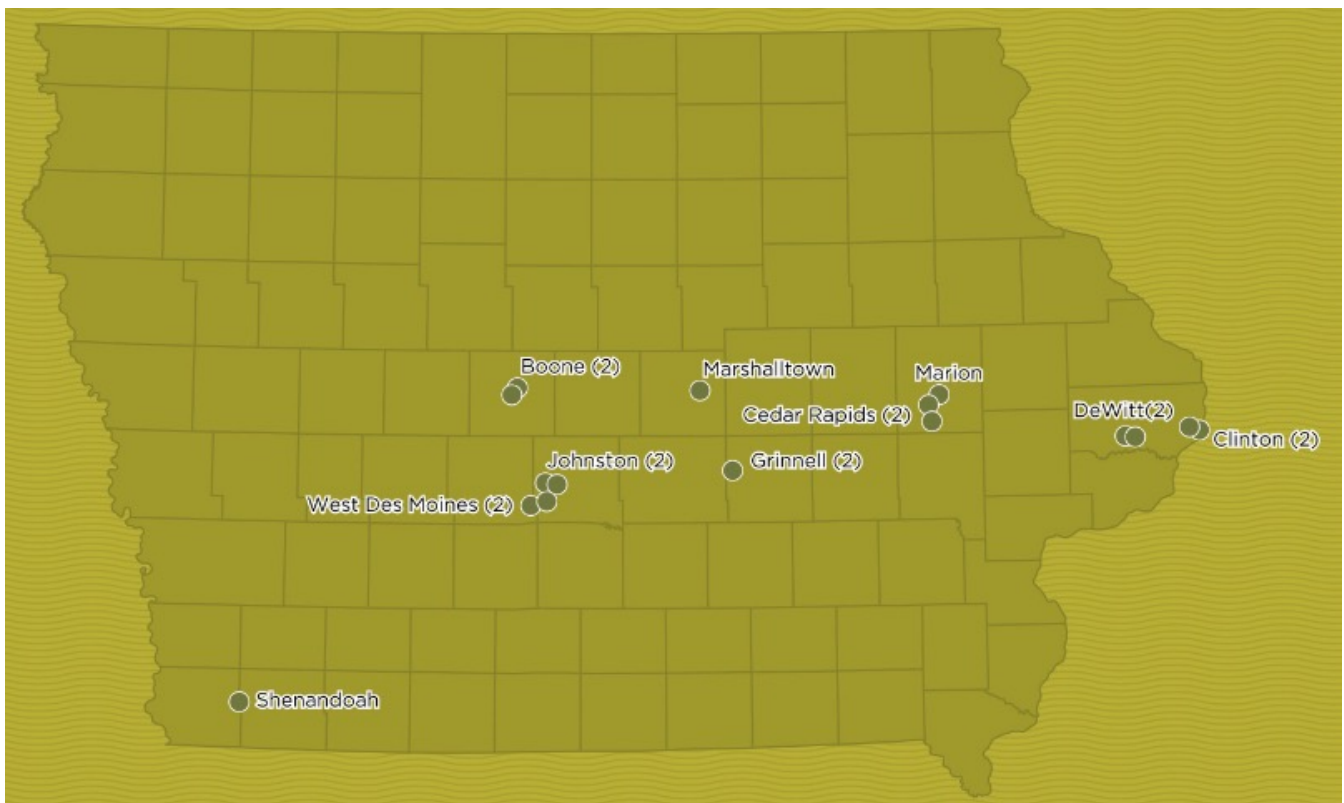 Boone (2)
Marshalltown
Marion
Cedar Rapids (2)
DeWitt(2)
Clinton (2)
Johnston (2)
Grinnell (2)
West Des Moines (2)
Shenandoah